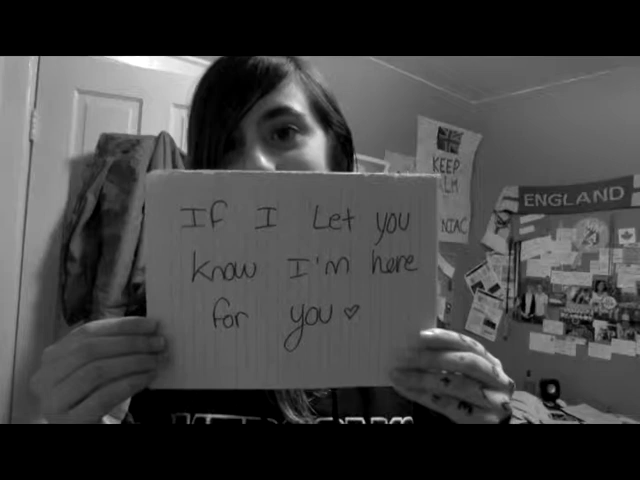 If I Let you
know I'm here
for you ♡
KEEP
ENGLAND